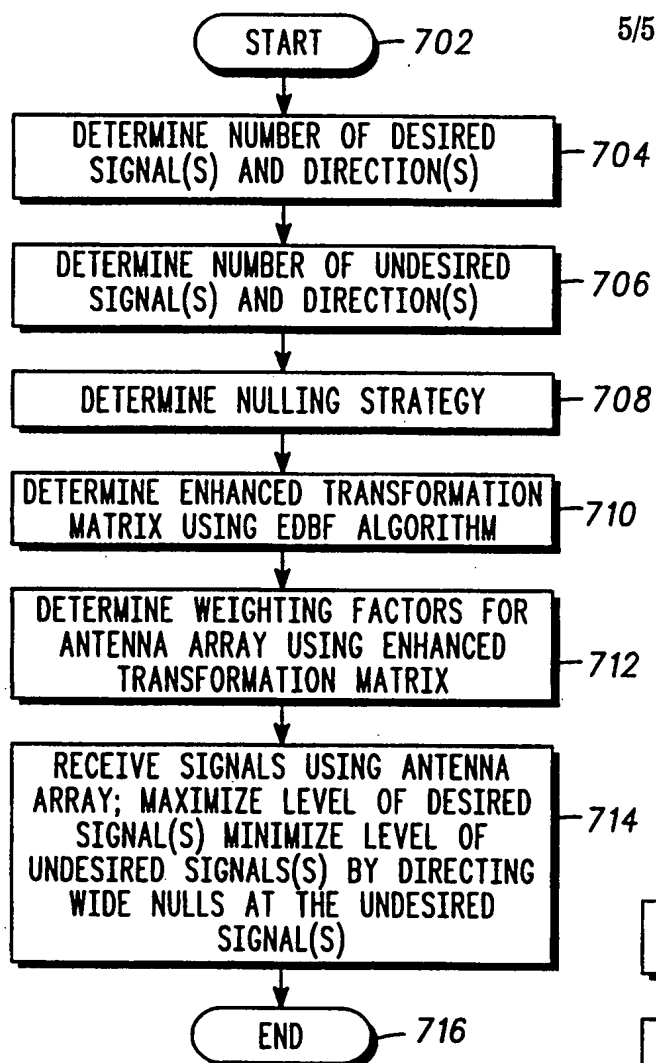 START
702
5/5
DETERMINE NUMBER OF DESIRED
SIGNAL(S) AND DIRECTION(S)
704
DETERMINE NUMBER OF UNDESIRED
SIGNAL(S) AND DIRECTION(S)
706
DETERMINE NULLING STRATEGY
708
DETERMINE ENHANCED TRANSFORMATION
MATRIX USING EDBF ALGORITHM
710
DETERMINE WEIGHTING FACTORS FOR
ANTENNA ARRAY USING ENHANCED
TRANSFORMATION MATRIX
712
RECEIVE SIGNALS USING ANTENNA
ARRAY; MAXIMIZE LEVEL OF DESIRED
SIGNAL(S) MINIMIZE LEVEL OF
UNDESIRED SIGNALS(S) BY DIRECTING
WIDE NULLS AT THE UNDESIRED
SIGNAL(S)
714
END
716